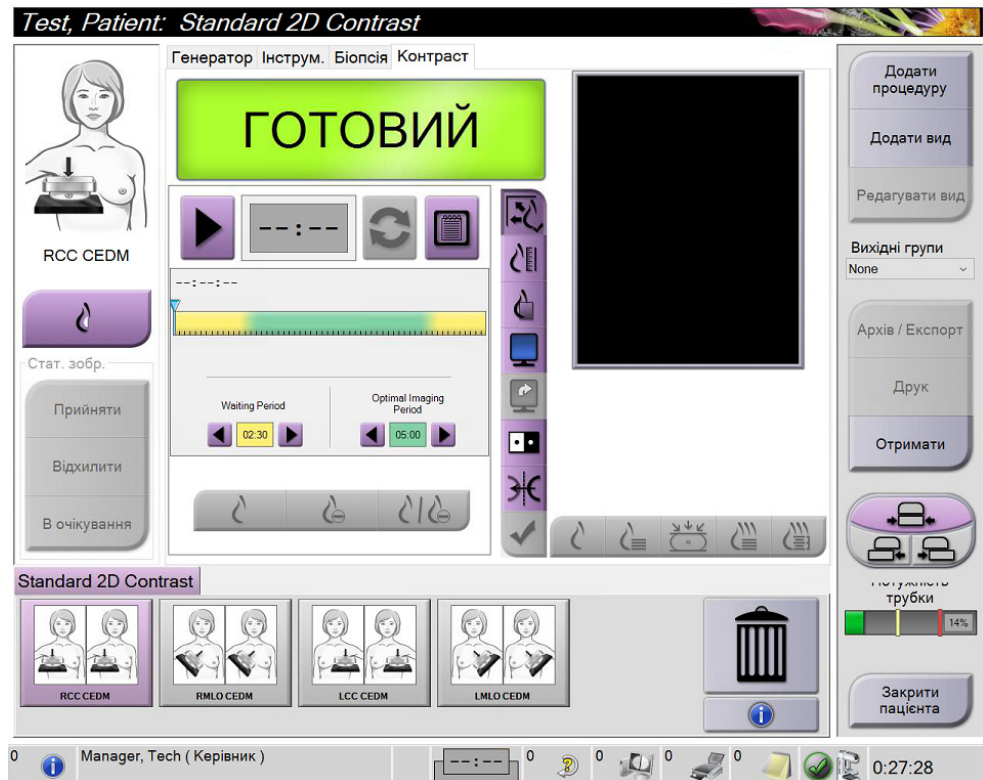 Test, Patient: Standard 2D Contrast
Генератор Інструм. Біопсія Контраст
ГОТОВИЙ
RCC CEDM
Стат. зобр.
Прийняти
Відхилити
В очікування
--:--
--:--:--
Waiting Period
02:30
Optimal Imaging
Period
05:00
Додати
процедуру
Додати вид
Редагувати вид
Вихідні групи
None
Архів / Експорт
Друк
Отримати
трубки
14%
Закрити
пацієнта
Standard 2D Contrast
RCC CEDM
RMLO CEDM
LCC CEDM
LMLO CEDM
0 Manager, Tech ( Керівник ) --:-- 0 0 0 0 0:27:28